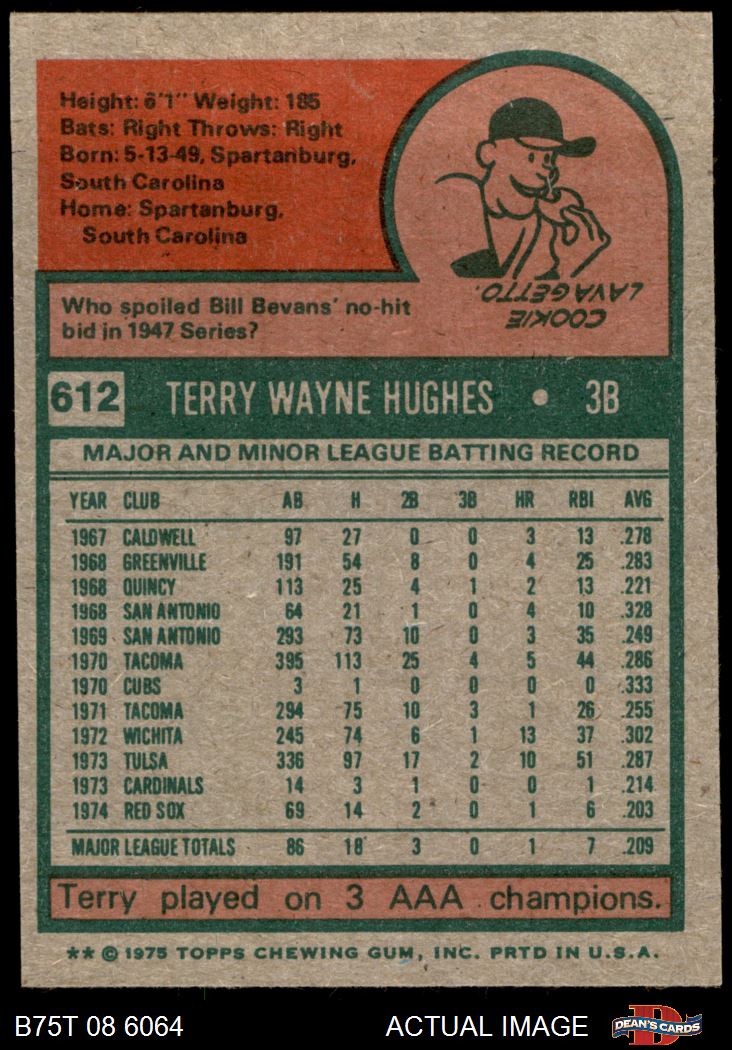 Height: 6'1" Weight: 185
Bats: Right Throws: Right
Born: 5-13-49, Spartanburg,
South Carolina
Home: Spartanburg,
South Carolina
COOKIE
LAVAGETTO.
Who spoiled Bill Bevans' no-hit
bid in 1947 Series?
612 TERRY WAYNE HUGHES • 3B
MAJOR AND MINOR LEAGUE BATTING RECORD
YEAR CLUB AB H 2B 3B HR RBI AVG
1967 CALDWELL 97 27 0 0 3 13 .278
1968 GREENVILLE 191 54 8 0 4 25 .283
1968 QUINCY 113 25 4 1 2 13 .221
1968 SAN ANTONIO 64 21 1 0 4 10 .328
1969 SAN ANTONIO 293 73 10 0 3 35 .249
1970 TACOMA 395 113 25 4 5 44 .286
1970 CUBS 3 1 0 0 0 0 .333
1971 TACOMA 294 75 10 3 1 26 .255
1972 WICHITA 245 74 6 1 13 37 .302
1973 TULSA 336 97 17 2 10 51 .287
1973 CARDINALS 14 3 1 0 0 1 .214
1974 RED SOX 69 14 2 0 1 6 .203
MAJOR LEAGUE TOTALS 86 18 3 0 1 7 .209
Terry played on 3 AAA champions.
** © 1975 TOPPS CHEWING GUM, INC. PRTD IN U.S.A.
B75T 08 6064 ACTUAL IMAGE D DEAN'S CARDS